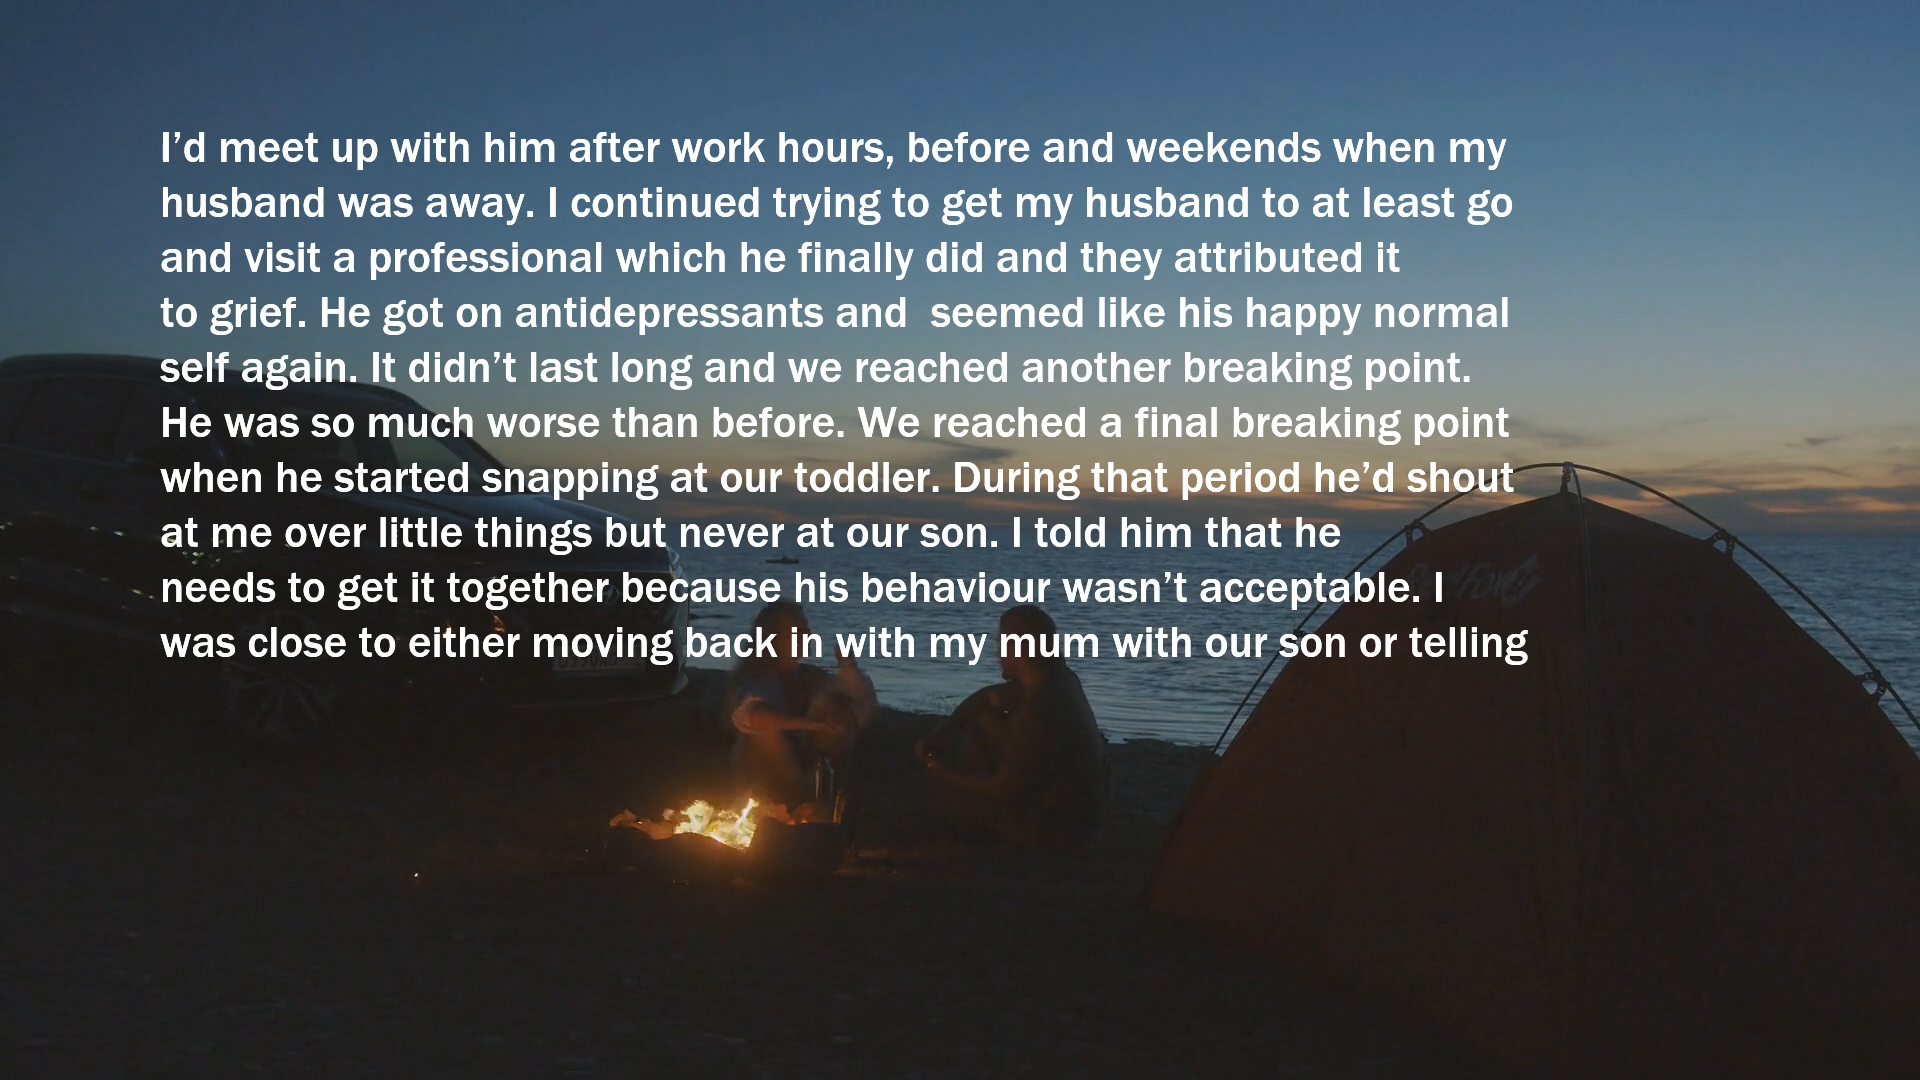 I’d meet up with him after work hours, before and weekends when my
husband was away. I continued trying to get my husband to at least go
and visit a professional which he finally did and they attributed it
to grief. He got on antidepressants and  seemed like his happy normal
self again. It didn’t last long and we reached another breaking point.
He was so much worse than before. We reached a final breaking point
when he started snapping at our toddler. During that period he’d shout
at me over little things but never at our son. I told him that he
needs to get it together because his behaviour wasn’t acceptable. I
was close to either moving back in with my mum with our son or telling